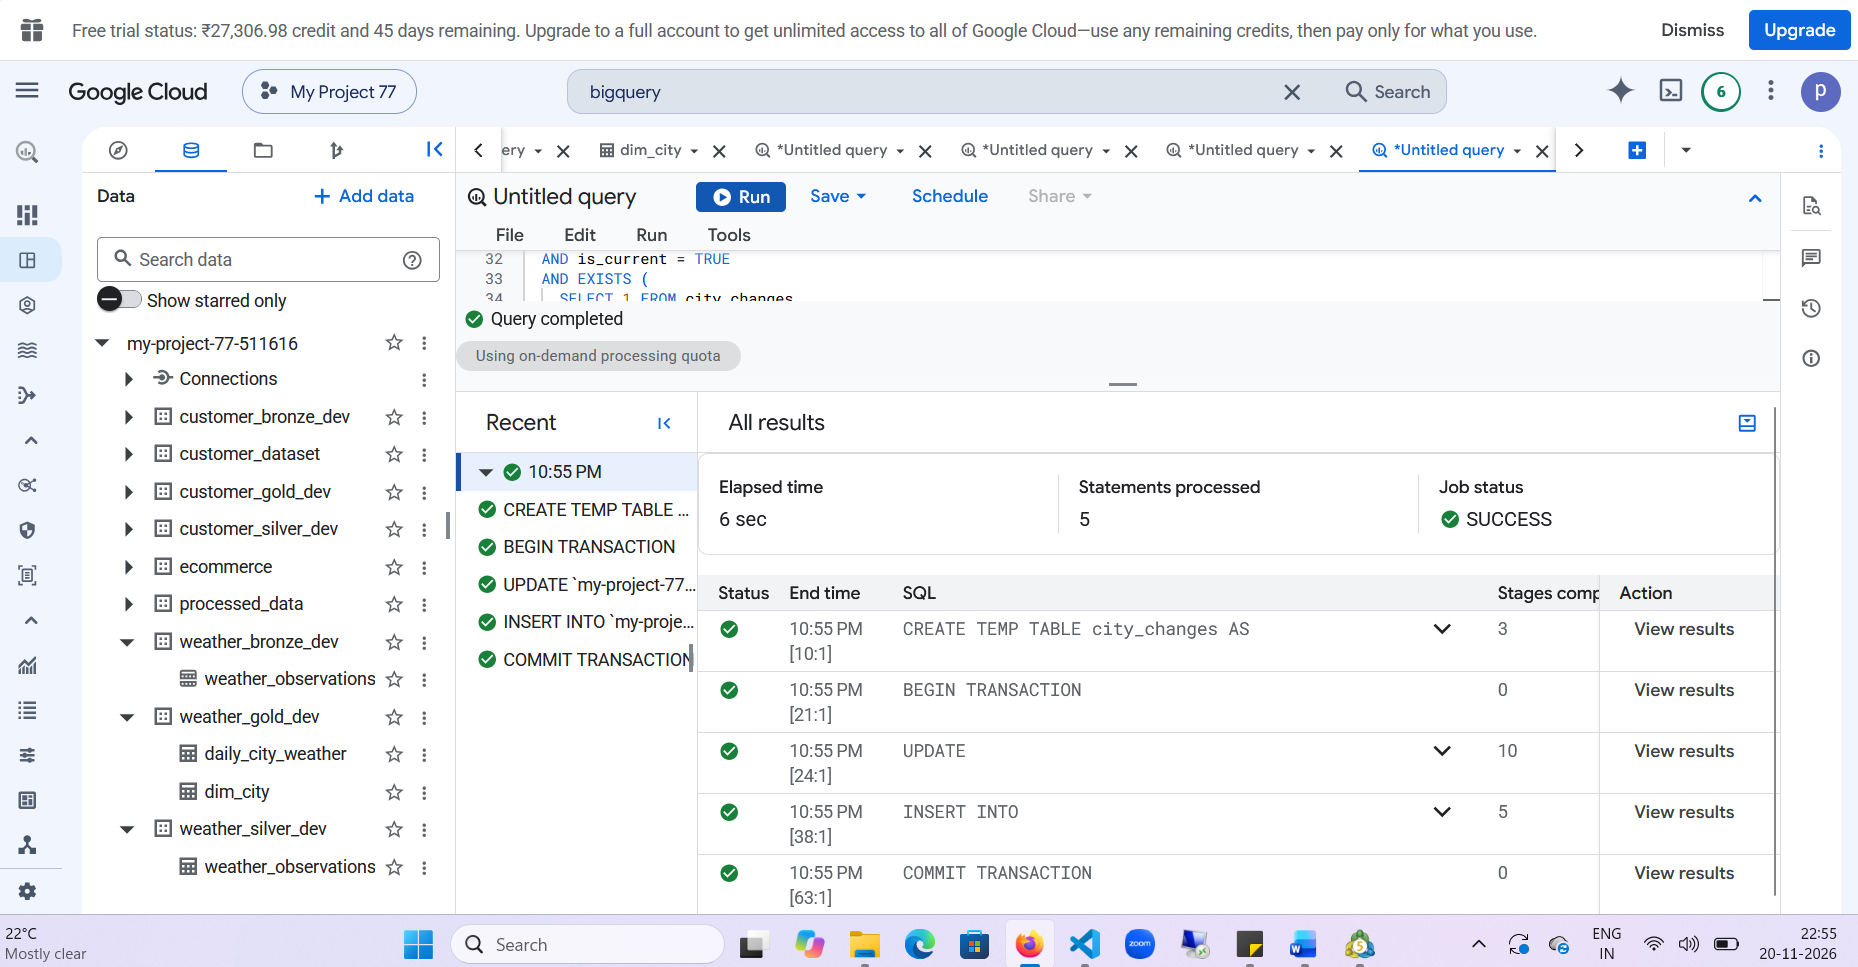 Free trial status: ₹27,306.98 credit and 45 days remaining. Upgrade to a full account to get unlimited access to all of Google Cloud—use any remaining credits, then pay only for what you use.
Dismiss
Upgrade
Google Cloud
My Project 77
bigquery
Search
6
p
ery
dim_city
*Untitled query
*Untitled query
*Untitled query
*Untitled query
Data
Add data
Search data
Show starred only
my-project-77-511616
Connections
customer_bronze_dev
customer_dataset
customer_gold_dev
customer_silver_dev
ecommerce
processed_data
weather_bronze_dev
weather_observations
weather_gold_dev
daily_city_weather
dim_city
weather_silver_dev
weather_observations
Untitled query
Run
Save
Schedule
Share
File
Edit
Run
Tools
32 AND is_current = TRUE
33 AND EXISTS (
34 SELECT 1 FROM city_changes
Query completed
Using on-demand processing quota
Recent
10:55 PM
CREATE TEMP TABLE ...
BEGIN TRANSACTION
UPDATE `my-project-77...
INSERT INTO `my-proje...
COMMIT TRANSACTION
All results
Elapsed time
6 sec
Statements processed
5
Job status
SUCCESS
Status End time SQL Stages comp Action
10:55 PM CREATE TEMP TABLE city_changes AS 3 View results
[10:1]
10:55 PM BEGIN TRANSACTION 0 View results
[21:1]
10:55 PM UPDATE 10 View results
[24:1]
10:55 PM INSERT INTO 5 View results
[38:1]
10:55 PM COMMIT TRANSACTION 0 View results
[63:1]
22°C
Mostly clear
Search
zoom
ENG
IN
22:55
20-11-2026